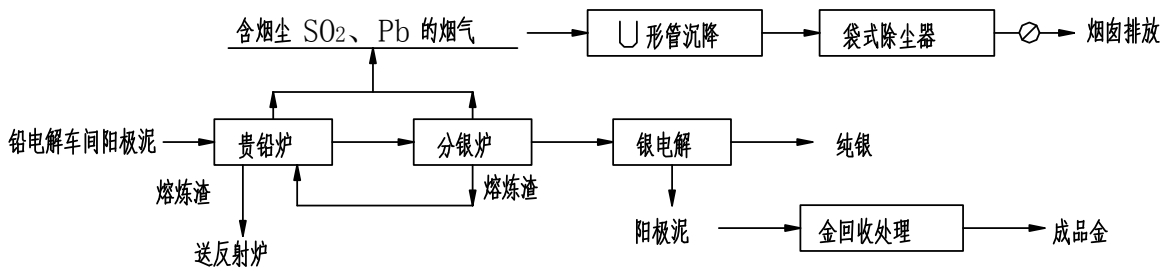 含烟尘 SO2、Pb 的烟气
U形管沉降
袋式除尘器
烟囱排放
铅电解车间阳极泥
贵铅炉
分银炉
银电解
纯银
熔炼渣
熔炼渣
送反射炉
阳极泥
金回收处理
成品金